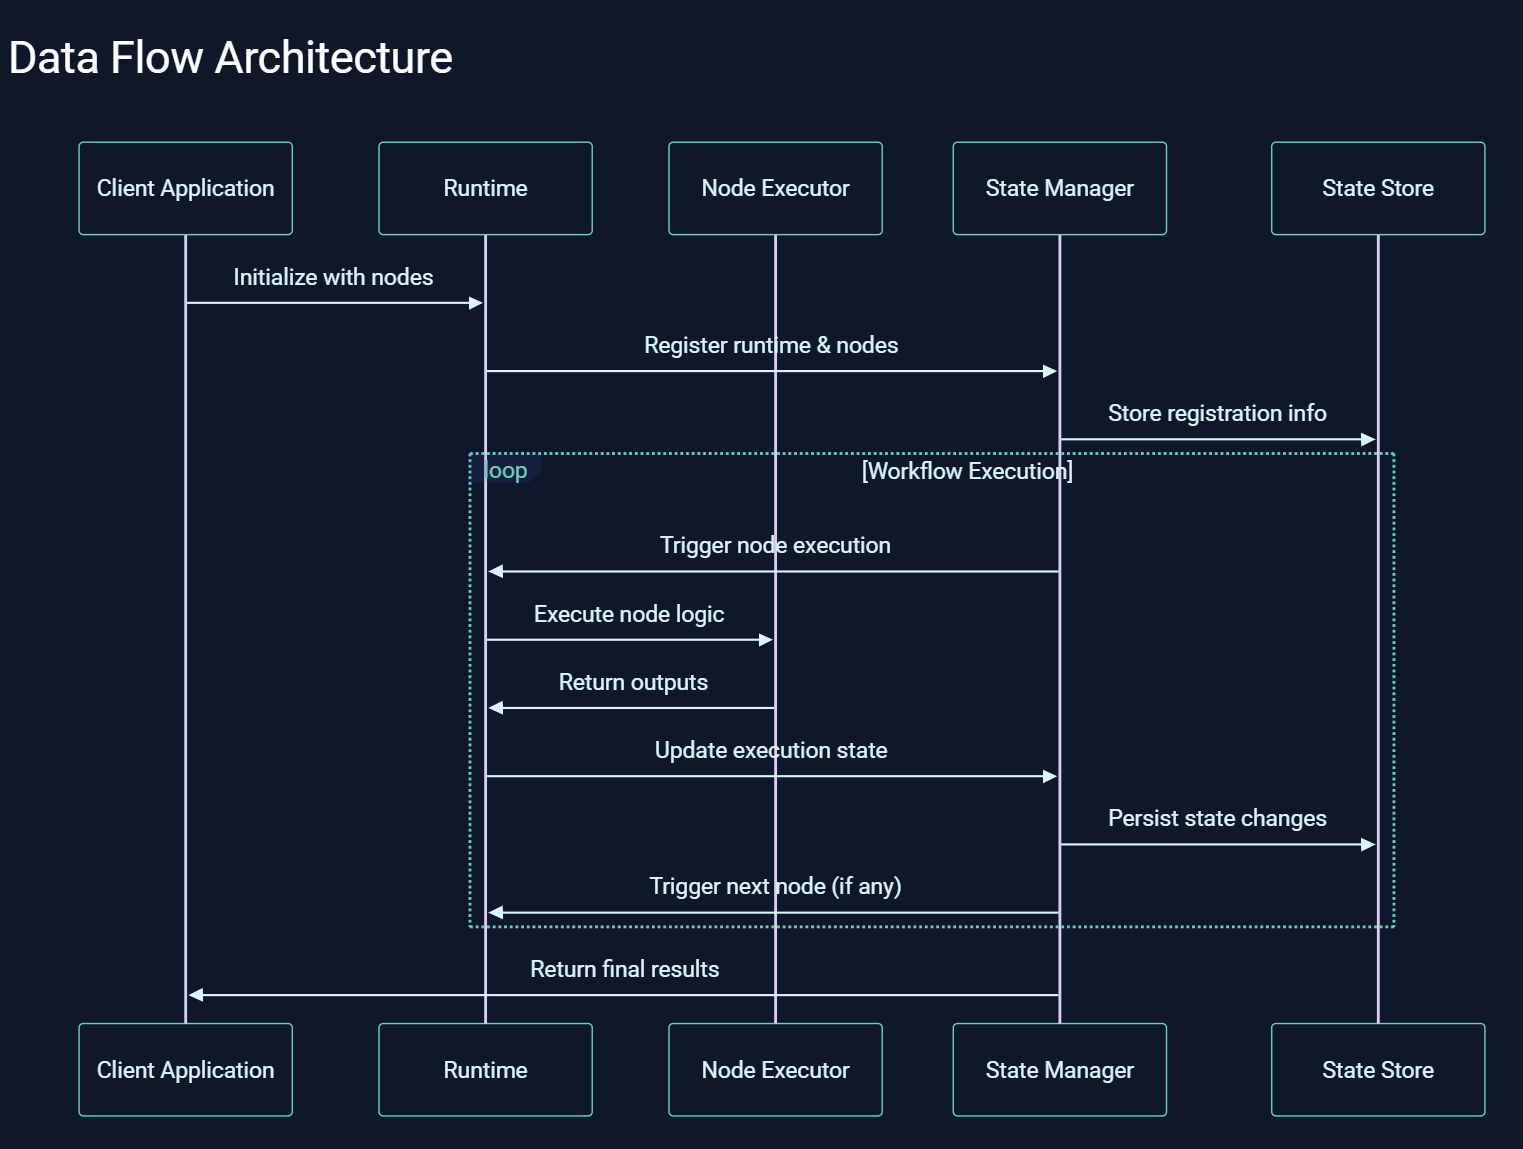 Data Flow Architecture
Client Application
Runtime
Node Executor
State Manager
State Store
Initialize with nodes
Register runtime & nodes
Store registration info
loop
[Workflow Execution]
Trigger node execution
Execute node logic
Return outputs
Update execution state
Persist state changes
Trigger next node (if any)
Return final results
Client Application
Runtime
Node Executor
State Manager
State Store